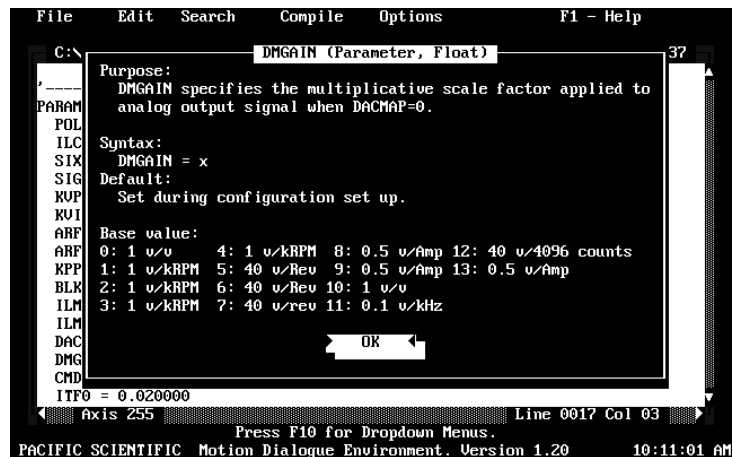 File Edit Search Compile Options F1 - Help
C:\ DMGAIN (Parameter, Float) 37
Purpose:
'---- DMGAIN specifies the multiplicative scale factor applied to
PARAM analog output signal when DACMAP=0.
POL
ILC Syntax:
SIX DMGAIN = x
SIG Default:
KVP Set during configuration set up.
KVI
ARF Base value:
ARF 0: 1 v/v 4: 1 v/kRPM 8: 0.5 v/Amp 12: 40 v/4096 counts
KPP 1: 1 v/kRPM 5: 40 v/Rev 9: 0.5 v/Amp 13: 0.5 v/Amp
BLK 2: 1 v/kRPM 6: 40 v/Rev 10: 1 v/v
ILM 3: 1 v/kRPM 7: 40 v/rev 11: 0.1 v/kHz
ILM
DAC OK
DMG
CMD
ITF0 = 0.020000
Axis 255 Line 0017 Col 03
Press F10 for Dropdown Menus.
PACIFIC SCIENTIFIC Motion Dialogue Environment. Version 1.20 10:11:01 AM